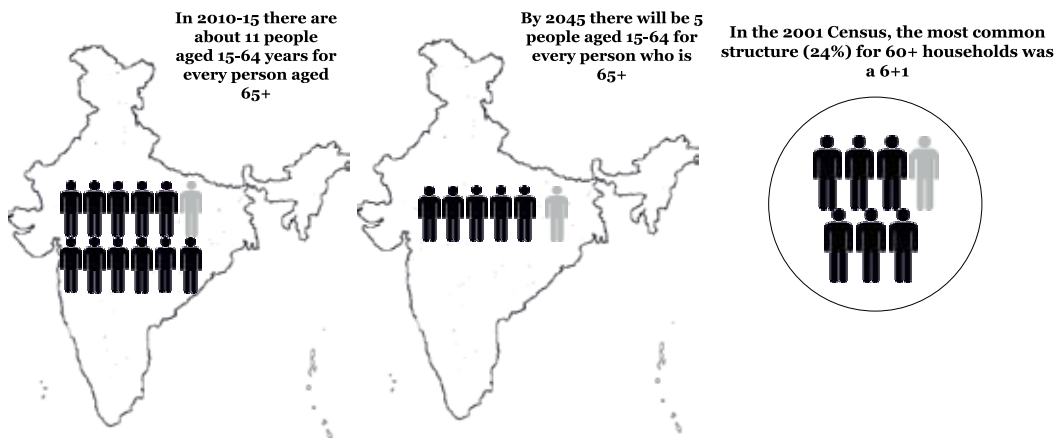 In 2010-15 there are
about 11 people
aged 15-64 years for
every person aged
65+
By 2045 there will be 5
people aged 15-64 for
every person who is
65+
In the 2001 Census, the most common
structure (24%) for 60+ households was
a 6+1